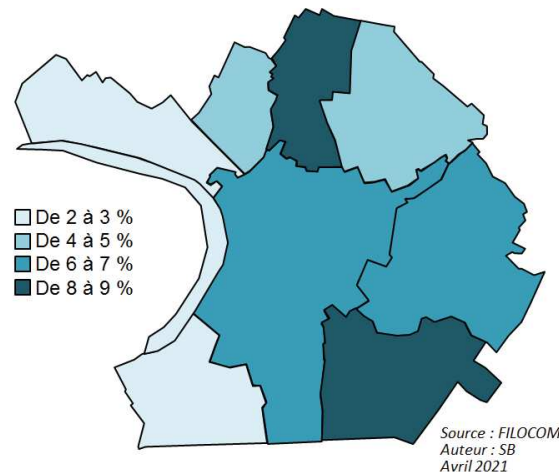 De 2 à 3 %
De 4 à 5 %
De 6 à 7 %
De 8 à 9 %
Source : FILOCOM
Auteur : SB
Avril 2021